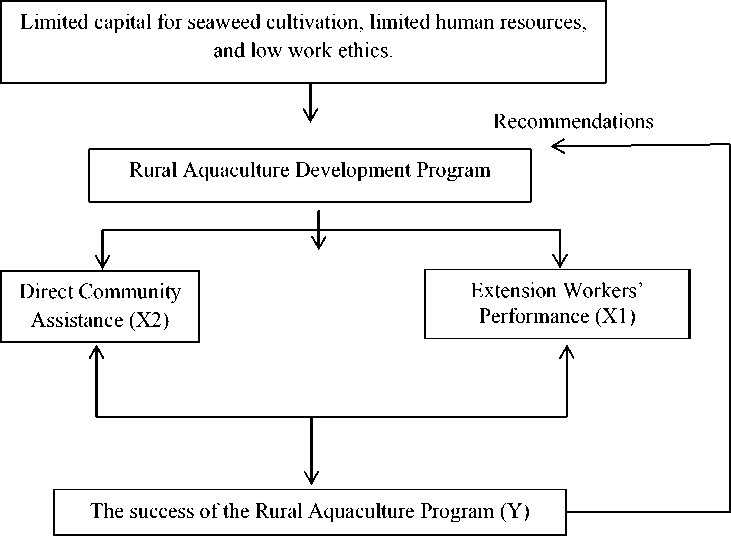 Limited capital for seaweed cultivation, limited human resources,
and low work ethics.
Recommendations
Rural Aquaculture Development Program
Direct Community
Assistance (X2)
Extension Workers’
Performance (X1)
The success of the Rural Aquaculture Program (Y)